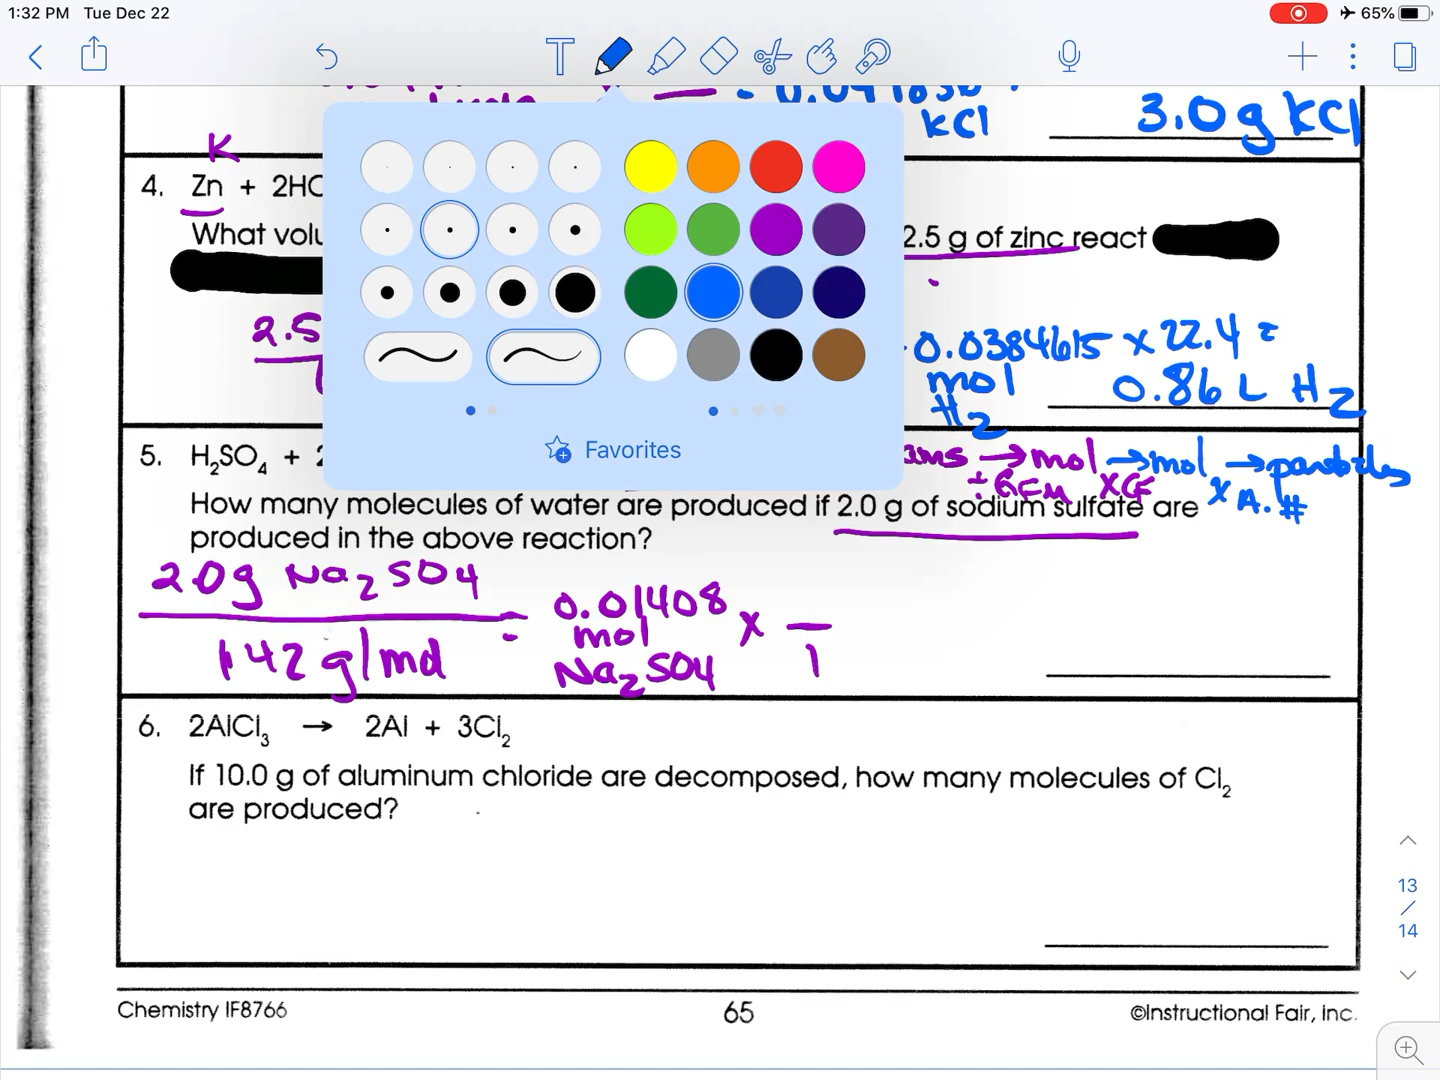 1:32 PM Tue Dec 22
65%
T
KCl
3.0 g KCl
K
4. Zn + 2HC
What volu
2.5 g of zinc react
2.5
0.0384615 x 22.4 =
mol
H2
0.86 L H2
Favorites
5. H₂SO₄ + 2
ams → mol → mol → particles
÷ GFM x CF x A. #
How many molecules of water are produced if 2.0 g of sodium sulfate are
produced in the above reaction?
2.0g Na2SO4
142 g/mol
= 0.01408
mol
Na2SO4
x
1
6. 2AlCl₃ → 2Al + 3Cl₂
If 10.0 g of aluminum chloride are decomposed, how many molecules of Cl₂
are produced?
13
/
14
Chemistry IF8766
65
©Instructional Fair, Inc.